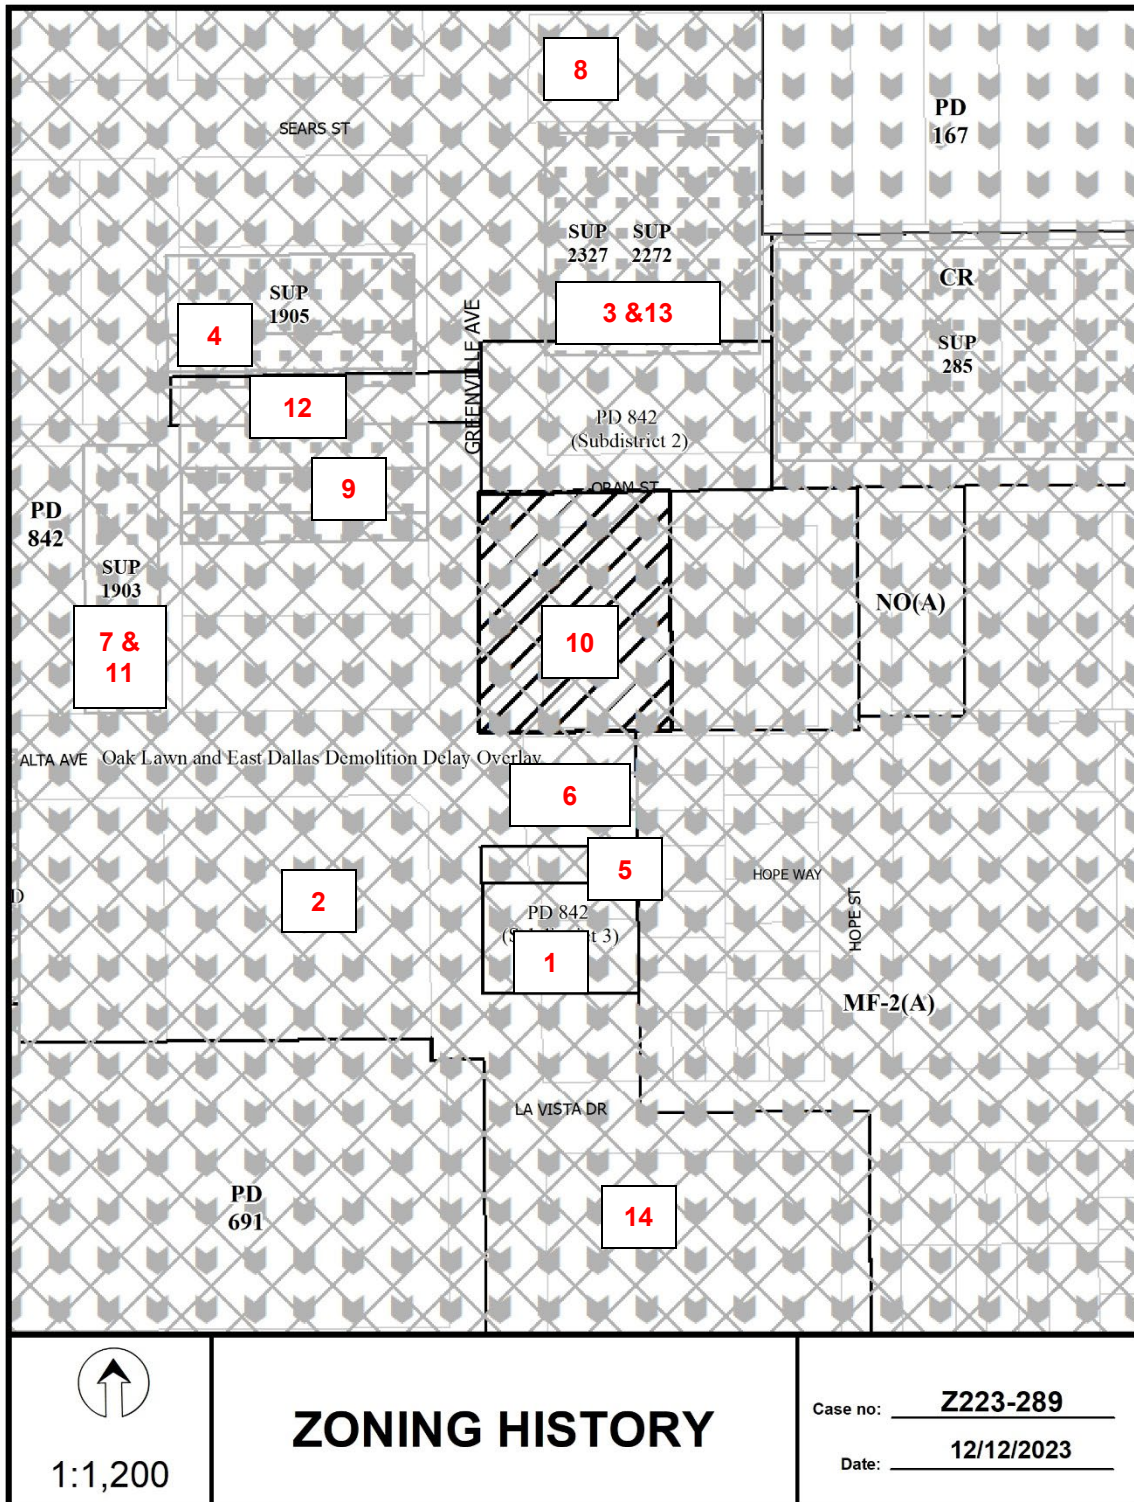 8
PD
167
SEARS ST
SUP
2327
SUP
2272
CR
SUP
1905
3 &13
4
SUP
285
GREENVILLE AVE
12
PD 842
(Subdistrict 2)
9
ORAM ST
PD
842
SUP
1903
NO(A)
7 &
11
10
ALTA AVE
Oak Lawn and East Dallas Demolition Delay Overlay
6
5
HOPE WAY
2
D
PD 842
HOPE ST
1
MF-2(A)
LA VISTA DR
PD
691
14
1:1,200
ZONING HISTORY
Case no: Z223-289
Date: 12/12/2023